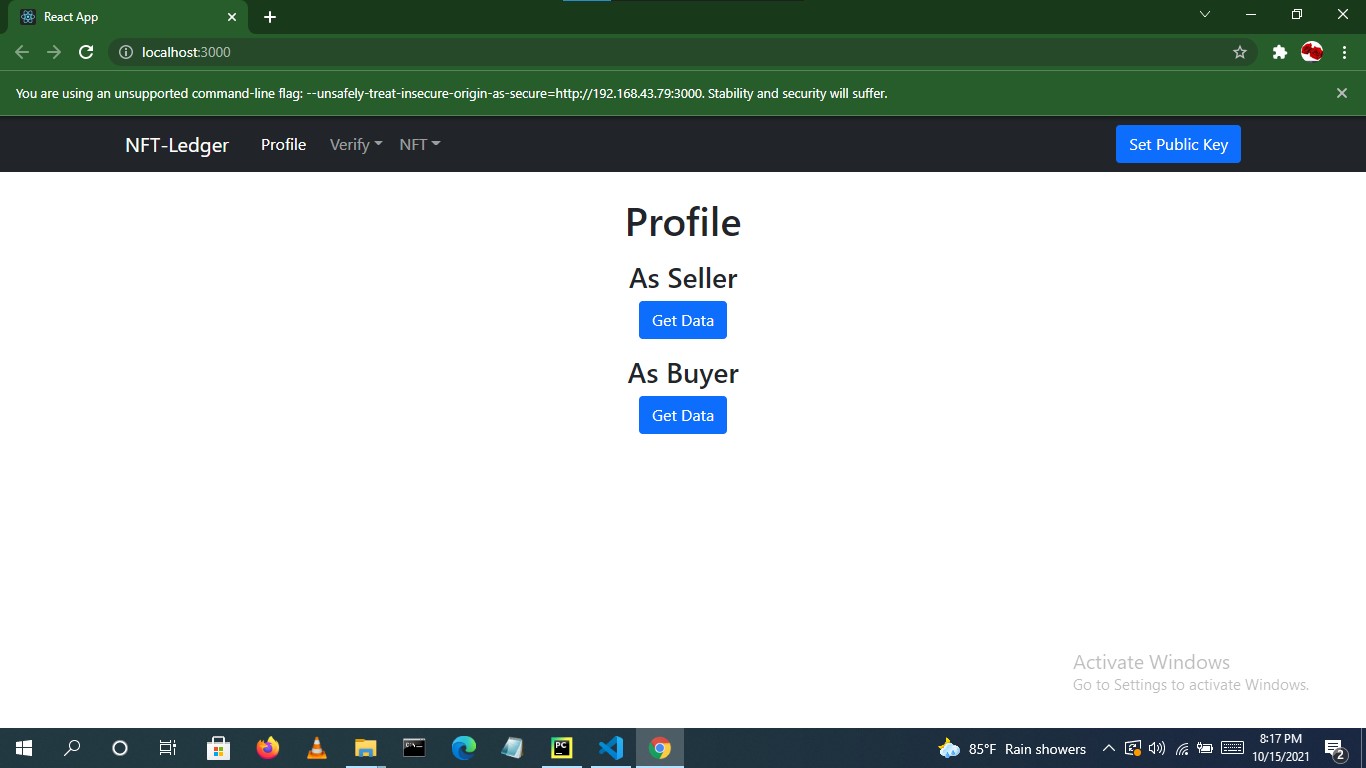 React App
localhost:3000
You are using an unsupported command-line flag: --unsafely-treat-insecure-origin-as-secure=http://192.168.43.79:3000. Stability and security will suffer.
NFT-Ledger Profile Verify NFT Set Public Key
Profile
As Seller
Get Data
As Buyer
Get Data
Activate Windows
Go to Settings to activate Windows.
PC
85°F Rain showers
8:17 PM
10/15/2021
2